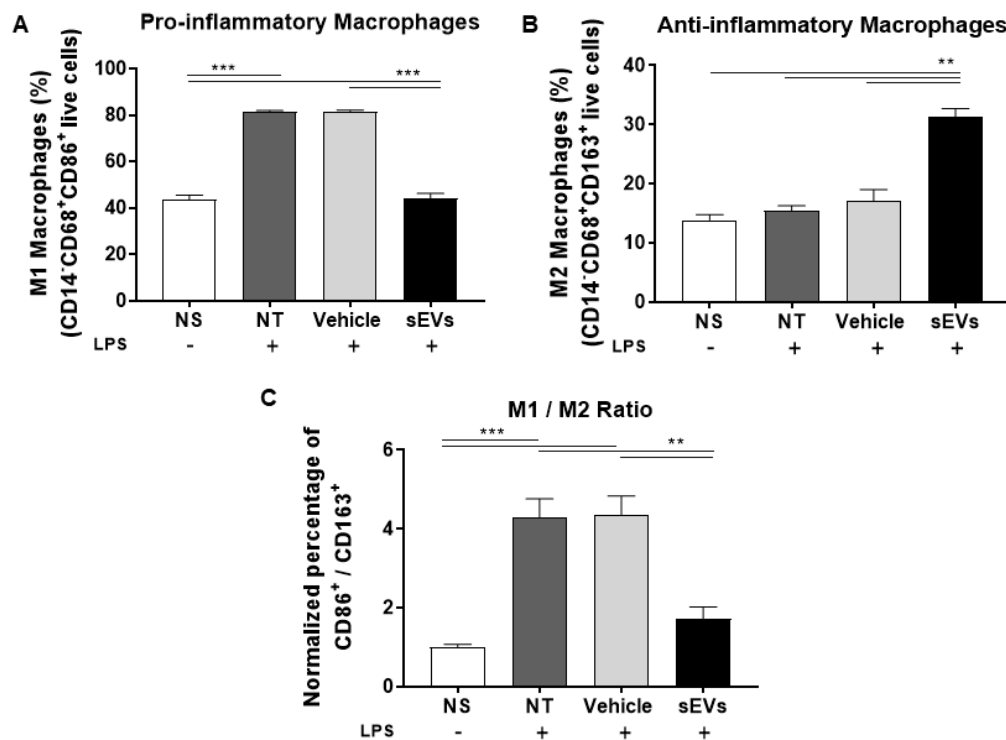 A
Pro-inflammatory Macrophages
M1 Macrophages (%)
(CD14⁻CD68⁺CD86⁺ live cells)
100
80
60
40
20
0
***
***
NS
NT
Vehicle
sEVs
LPS
-
+
+
+
B
Anti-inflammatory Macrophages
M2 Macrophages (%)
(CD14⁻CD68⁺CD163⁺ live cells)
40
30
20
10
0
**
NS
NT
Vehicle
sEVs
LPS
-
+
+
+
C
M1 / M2 Ratio
Normalized percentage of
CD86⁺ / CD163⁺
6
4
2
0
***
**
NS
NT
Vehicle
sEVs
LPS
-
+
+
+